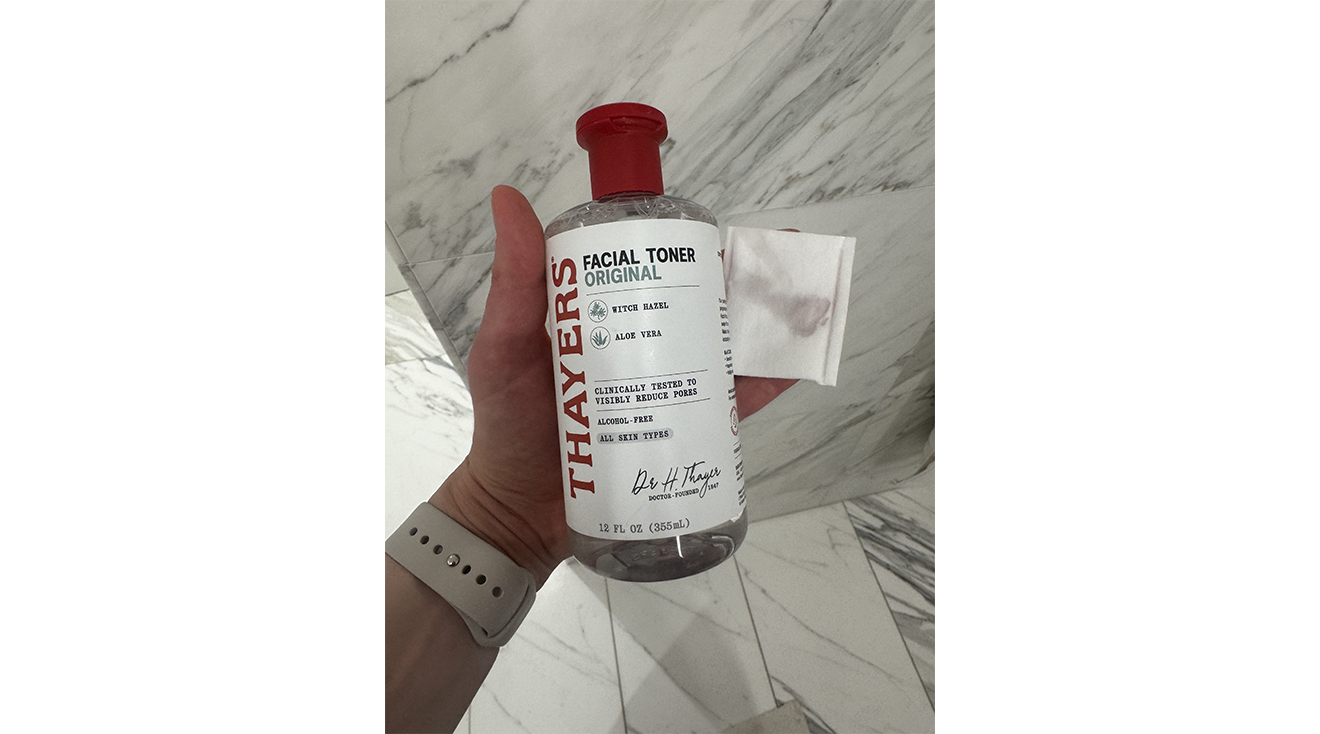 THAYERS®
FACIAL TONER
ORIGINAL
WITCH HAZEL
ALOE VERA
CLINICALLY TESTED TO
VISIBLY REDUCE PORES
ALCOHOL-FREE
ALL SKIN TYPES
Dr H. Thayer
DOCTOR-FOUNDED 1847
12 FL OZ (355mL)